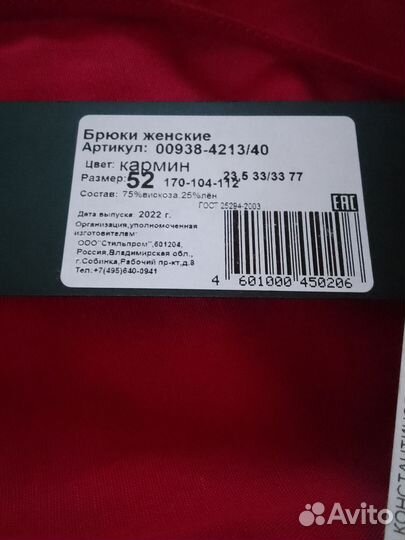 Брюки женские
Артикул: 00938-4213/40
Цвет: кармин
Размер: 52 170-104-112 23,5 33/33 77
Состав: 75%вискоза,25%лён
ГОСТ 25294-2003
Дата выпуска: 2022 г.
Организация,уполномоченная
изготовителем:
ООО"Стильпром",601204,
Россия,Владимирская обл.,
г.Собинка,Рабочий пр-кт,д.8
Тел.:+7(495)640-0941
EAC
4 601000 450206
КОНСТАНТИНО
Avito